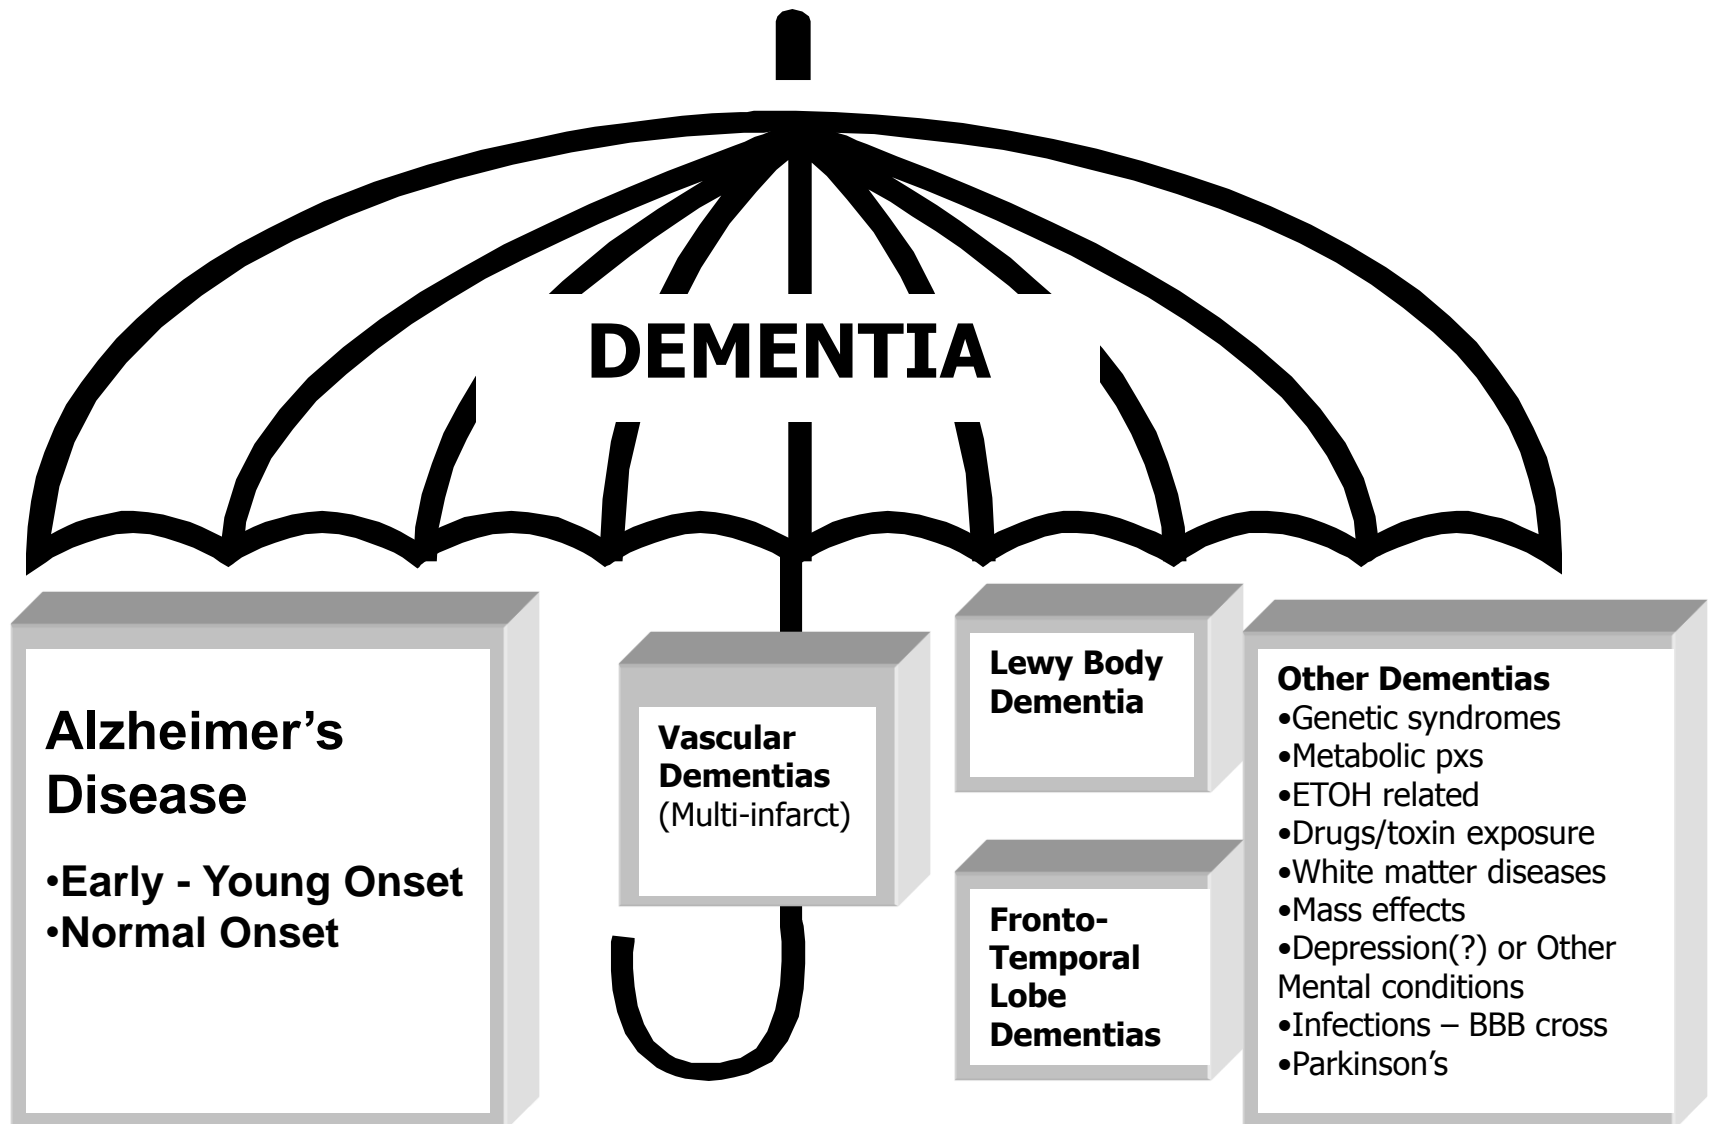 DEMENTIA
Alzheimer’s
Disease
•Early - Young Onset
•Normal Onset
Vascular
Dementias
(Multi-infarct)
Lewy Body
Dementia
Fronto-
Temporal
Lobe
Dementias
Other Dementias
•Genetic syndromes
•Metabolic pxs
•ETOH related
•Drugs/toxin exposure
•White matter diseases
•Mass effects
•Depression(?) or Other
Mental conditions
•Infections – BBB cross
•Parkinson’s